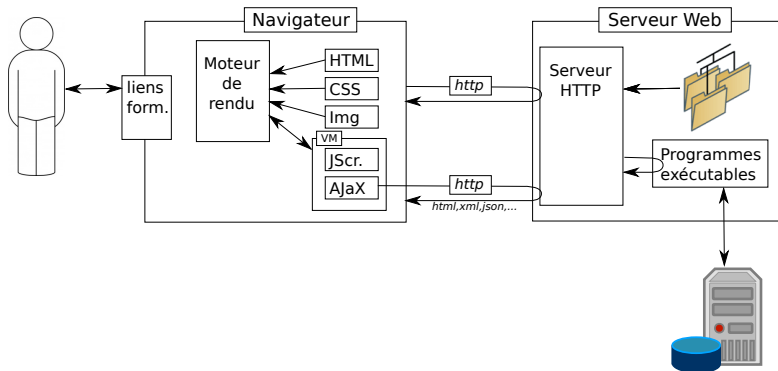 Navigateur
Serveur Web
liens
form.
Moteur
de
rendu
HTML
CSS
Img
VM
JScr.
AJaX
http
http
html,xml,json,...
Serveur
HTTP
Programmes
exécutables